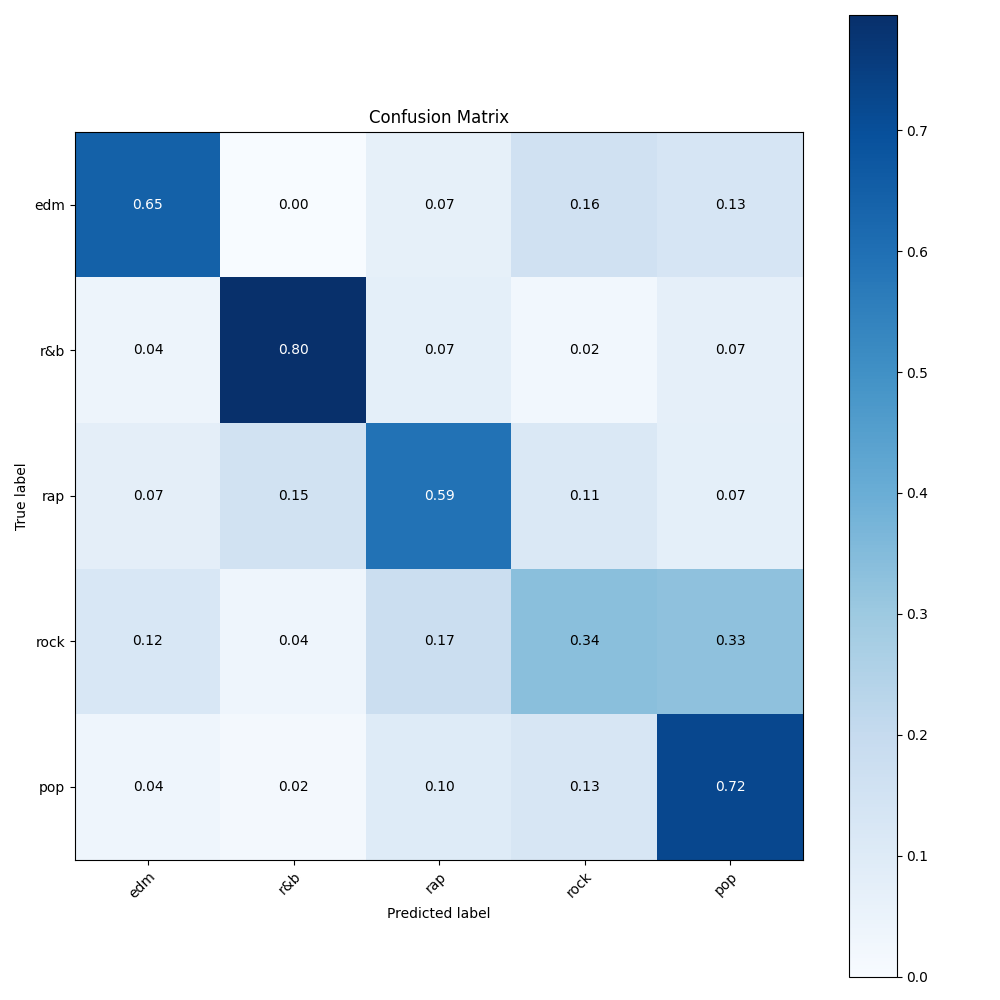 Confusion Matrix
edm 0.65 0.00 0.07 0.16 0.13
r&b 0.04 0.80 0.07 0.02 0.07
rap 0.07 0.15 0.59 0.11 0.07
rock 0.12 0.04 0.17 0.34 0.33
pop 0.04 0.02 0.10 0.13 0.72
True label
edm r&b rap rock pop
Predicted label
0.7
0.6
0.5
0.4
0.3
0.2
0.1
0.0